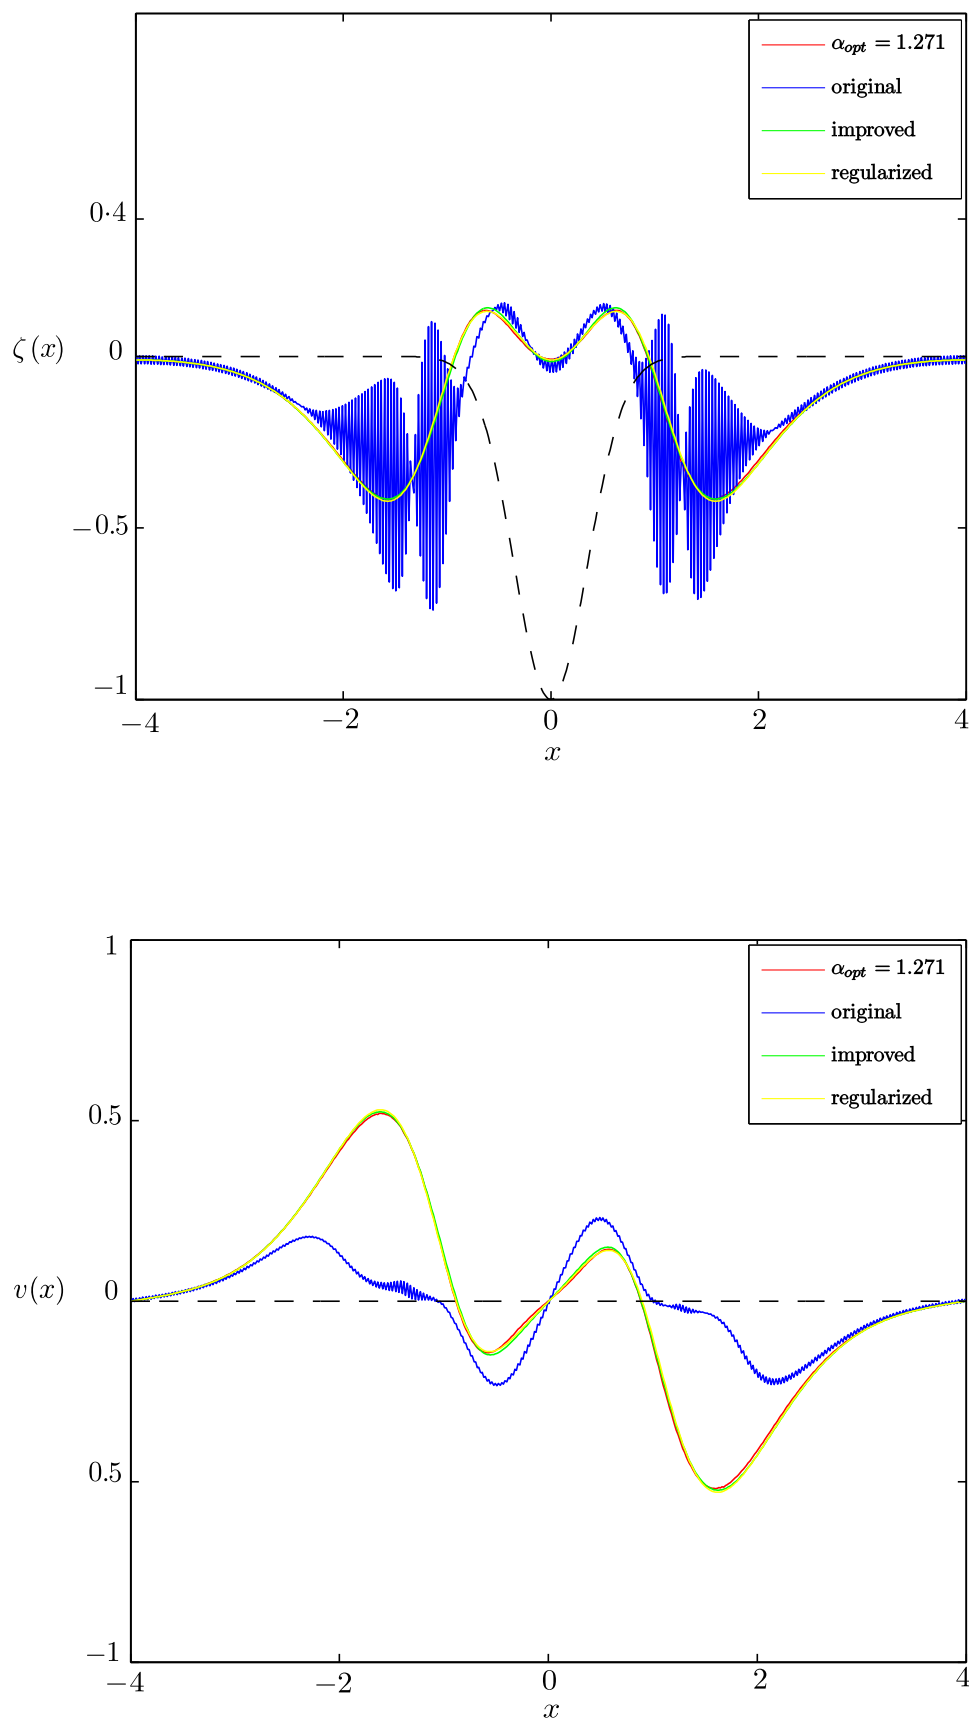 α_opt = 1.271
original
improved
regularized
0·4
ζ(x)
0
−0.5
−1
−4 −2 0 2 4
x
1
α_opt = 1.271
original
improved
regularized
0.5
v(x)
0
0.5
−1
−4 −2 0 2 4
x